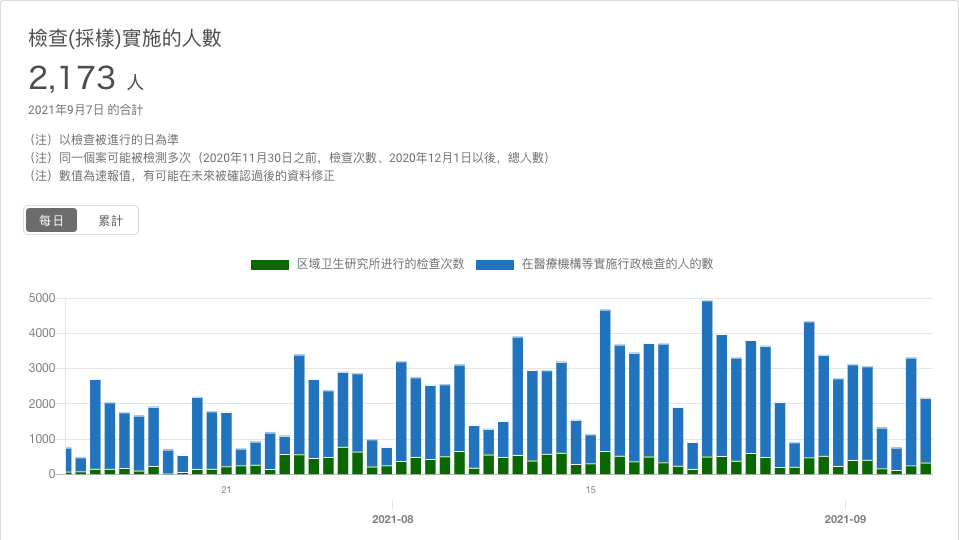 檢查(採樣)實施的人數
2,173 人
2021年9月7日 的合計
（注）以檢查被進行的日為準
（注）同一個案可能被檢測多次（2020年11月30日之前，檢查次數、2020年12月1日以後，總人數）
（注）數值為速報值，有可能在未來被確認過後的資料修正
每日 累計
区域卫生研究所进行的检查次数 在醫療機構等實施行政檢查的人的數
5000
4000
3000
2000
1000
0
21 15
2021-08 2021-09